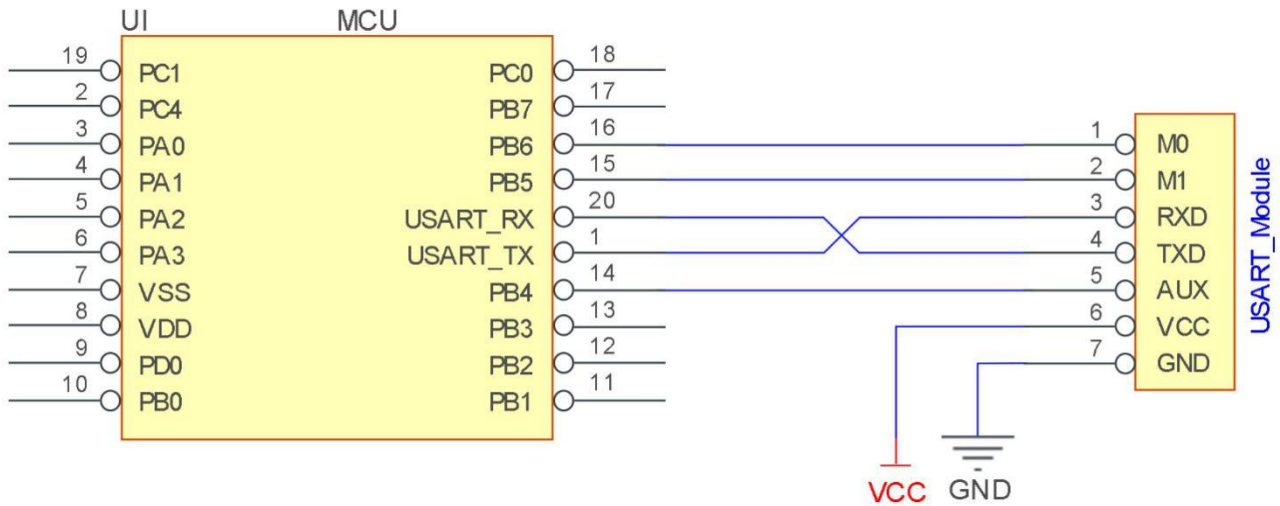 UI MCU
19 PC1 PC0 18
2 PC4 PB7 17
3 PA0 PB6 16 1 M0
4 PA1 PB5 15 2 M1
5 PA2 USART_RX 20 3 RXD
6 PA3 USART_TX 1 4 TXD
7 VSS PB4 14 5 AUX
8 VDD PB3 13 6 VCC
9 PD0 PB2 12 7 GND
10 PB0 PB1 11
USART_Module
VCC GND